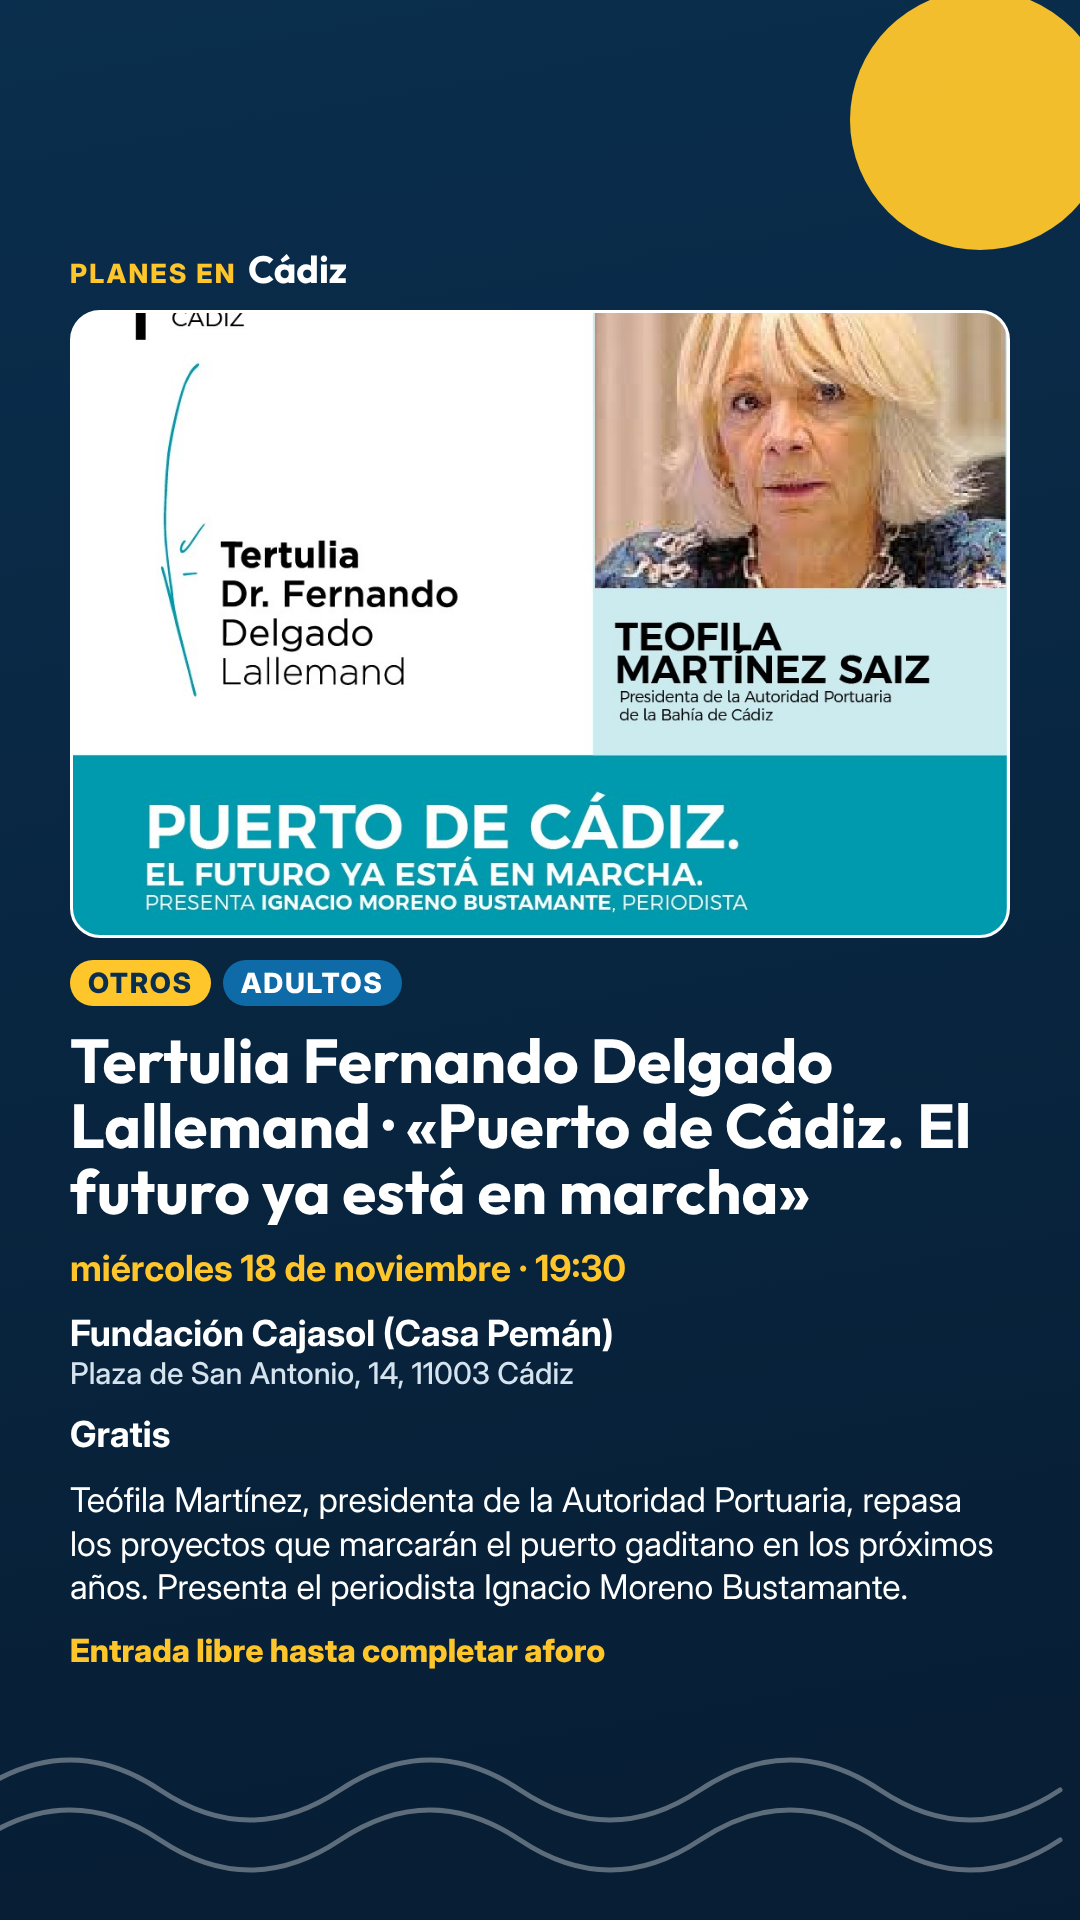 PLANES EN Cádiz
CÁDIZ
Tertulia
Dr. Fernando
Delgado
Lallemand
TEOFILA
MARTÍNEZ SAIZ
Presidenta de la Autoridad Portuaria
de la Bahía de Cádiz
PUERTO DE CÁDIZ.
EL FUTURO YA ESTÁ EN MARCHA.
PRESENTA IGNACIO MORENO BUSTAMANTE, PERIODISTA
OTROS ADULTOS
Tertulia Fernando Delgado
Lallemand · «Puerto de Cádiz. El
futuro ya está en marcha»
miércoles 18 de noviembre · 19:30
Fundación Cajasol (Casa Pemán)
Plaza de San Antonio, 14, 11003 Cádiz
Gratis
Teófila Martínez, presidenta de la Autoridad Portuaria, repasa
los proyectos que marcarán el puerto gaditano en los próximos
años. Presenta el periodista Ignacio Moreno Bustamante.
Entrada libre hasta completar aforo